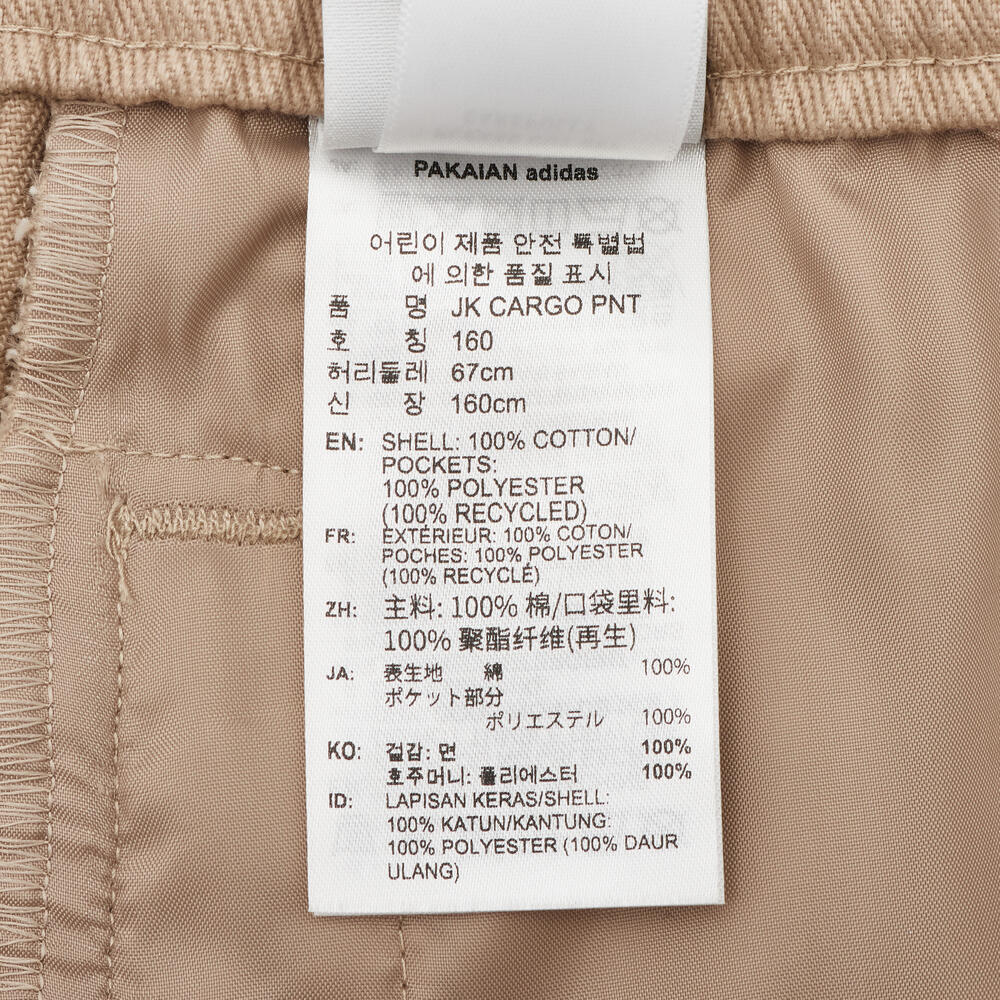 PAKAIAN adidas
어린이 제품 안전 특별법
에 의한 품질 표시
품 명 JK CARGO PNT
호 칭 160
허리둘레 67cm
신 장 160cm
EN: SHELL: 100% COTTON/
POCKETS:
100% POLYESTER
(100% RECYCLED)
FR: EXTÉRIEUR: 100% COTON/
POCHES: 100% POLYESTER
(100% RECYCLÉ)
ZH: 主料: 100% 棉/口袋里料:
100% 聚酯纤维(再生)
JA: 表生地 綿 100%
ポケット部分
ポリエステル 100%
KO: 겉감: 면 100%
호주머니: 폴리에스터 100%
ID: LAPISAN KERAS/SHELL:
100% KATUN/KANTUNG:
100% POLYESTER (100% DAUR
ULANG)